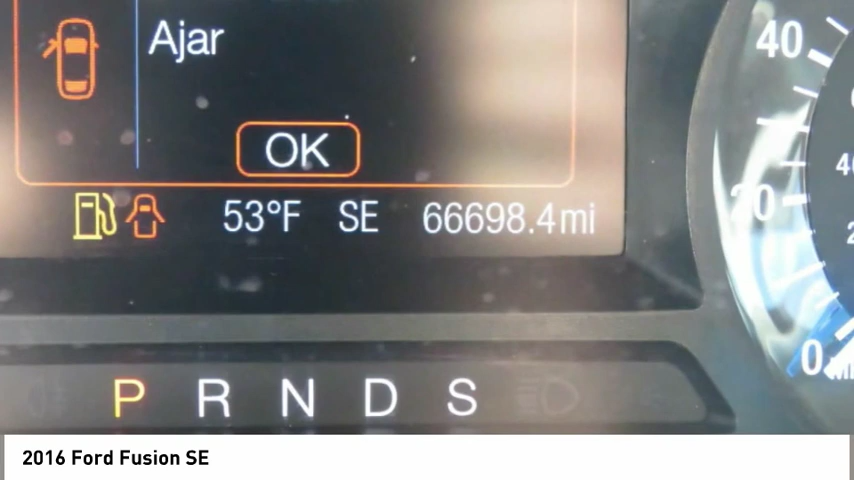 Ajar
OK
53°F SE 66698.4mi
40
20
0
P R N D S
2016 Ford Fusion SE